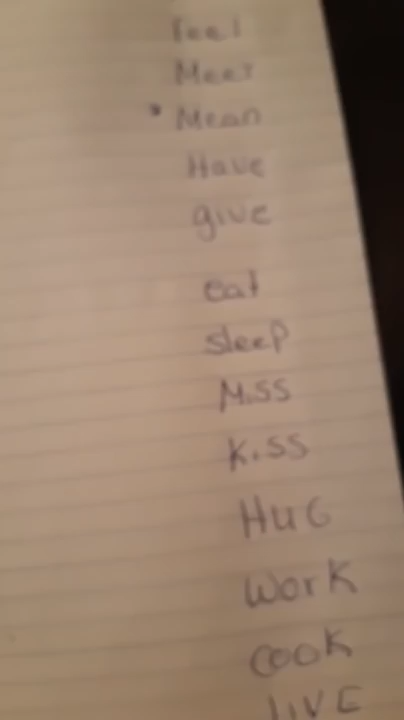 feel
Meet
* Mean
Have
give
eat
sleep
Miss
Kiss
HUG
work
cook
LIVE